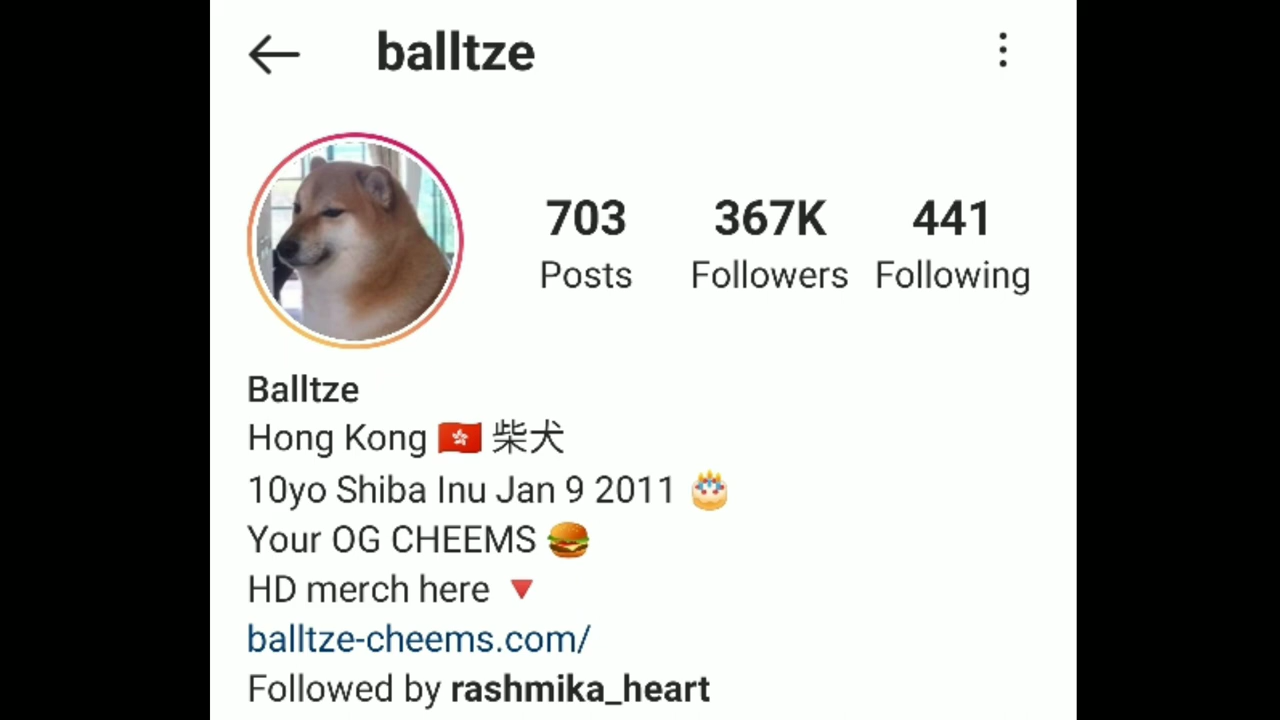 balltze
703 367K 441
Posts Followers Following
Balltze
Hong Kong 🇭🇰 柴犬
10yo Shiba Inu Jan 9 2011 🎂
Your OG CHEEMS 🍔
HD merch here 🔻
balltze-cheems.com/
Followed by rashmika_heart